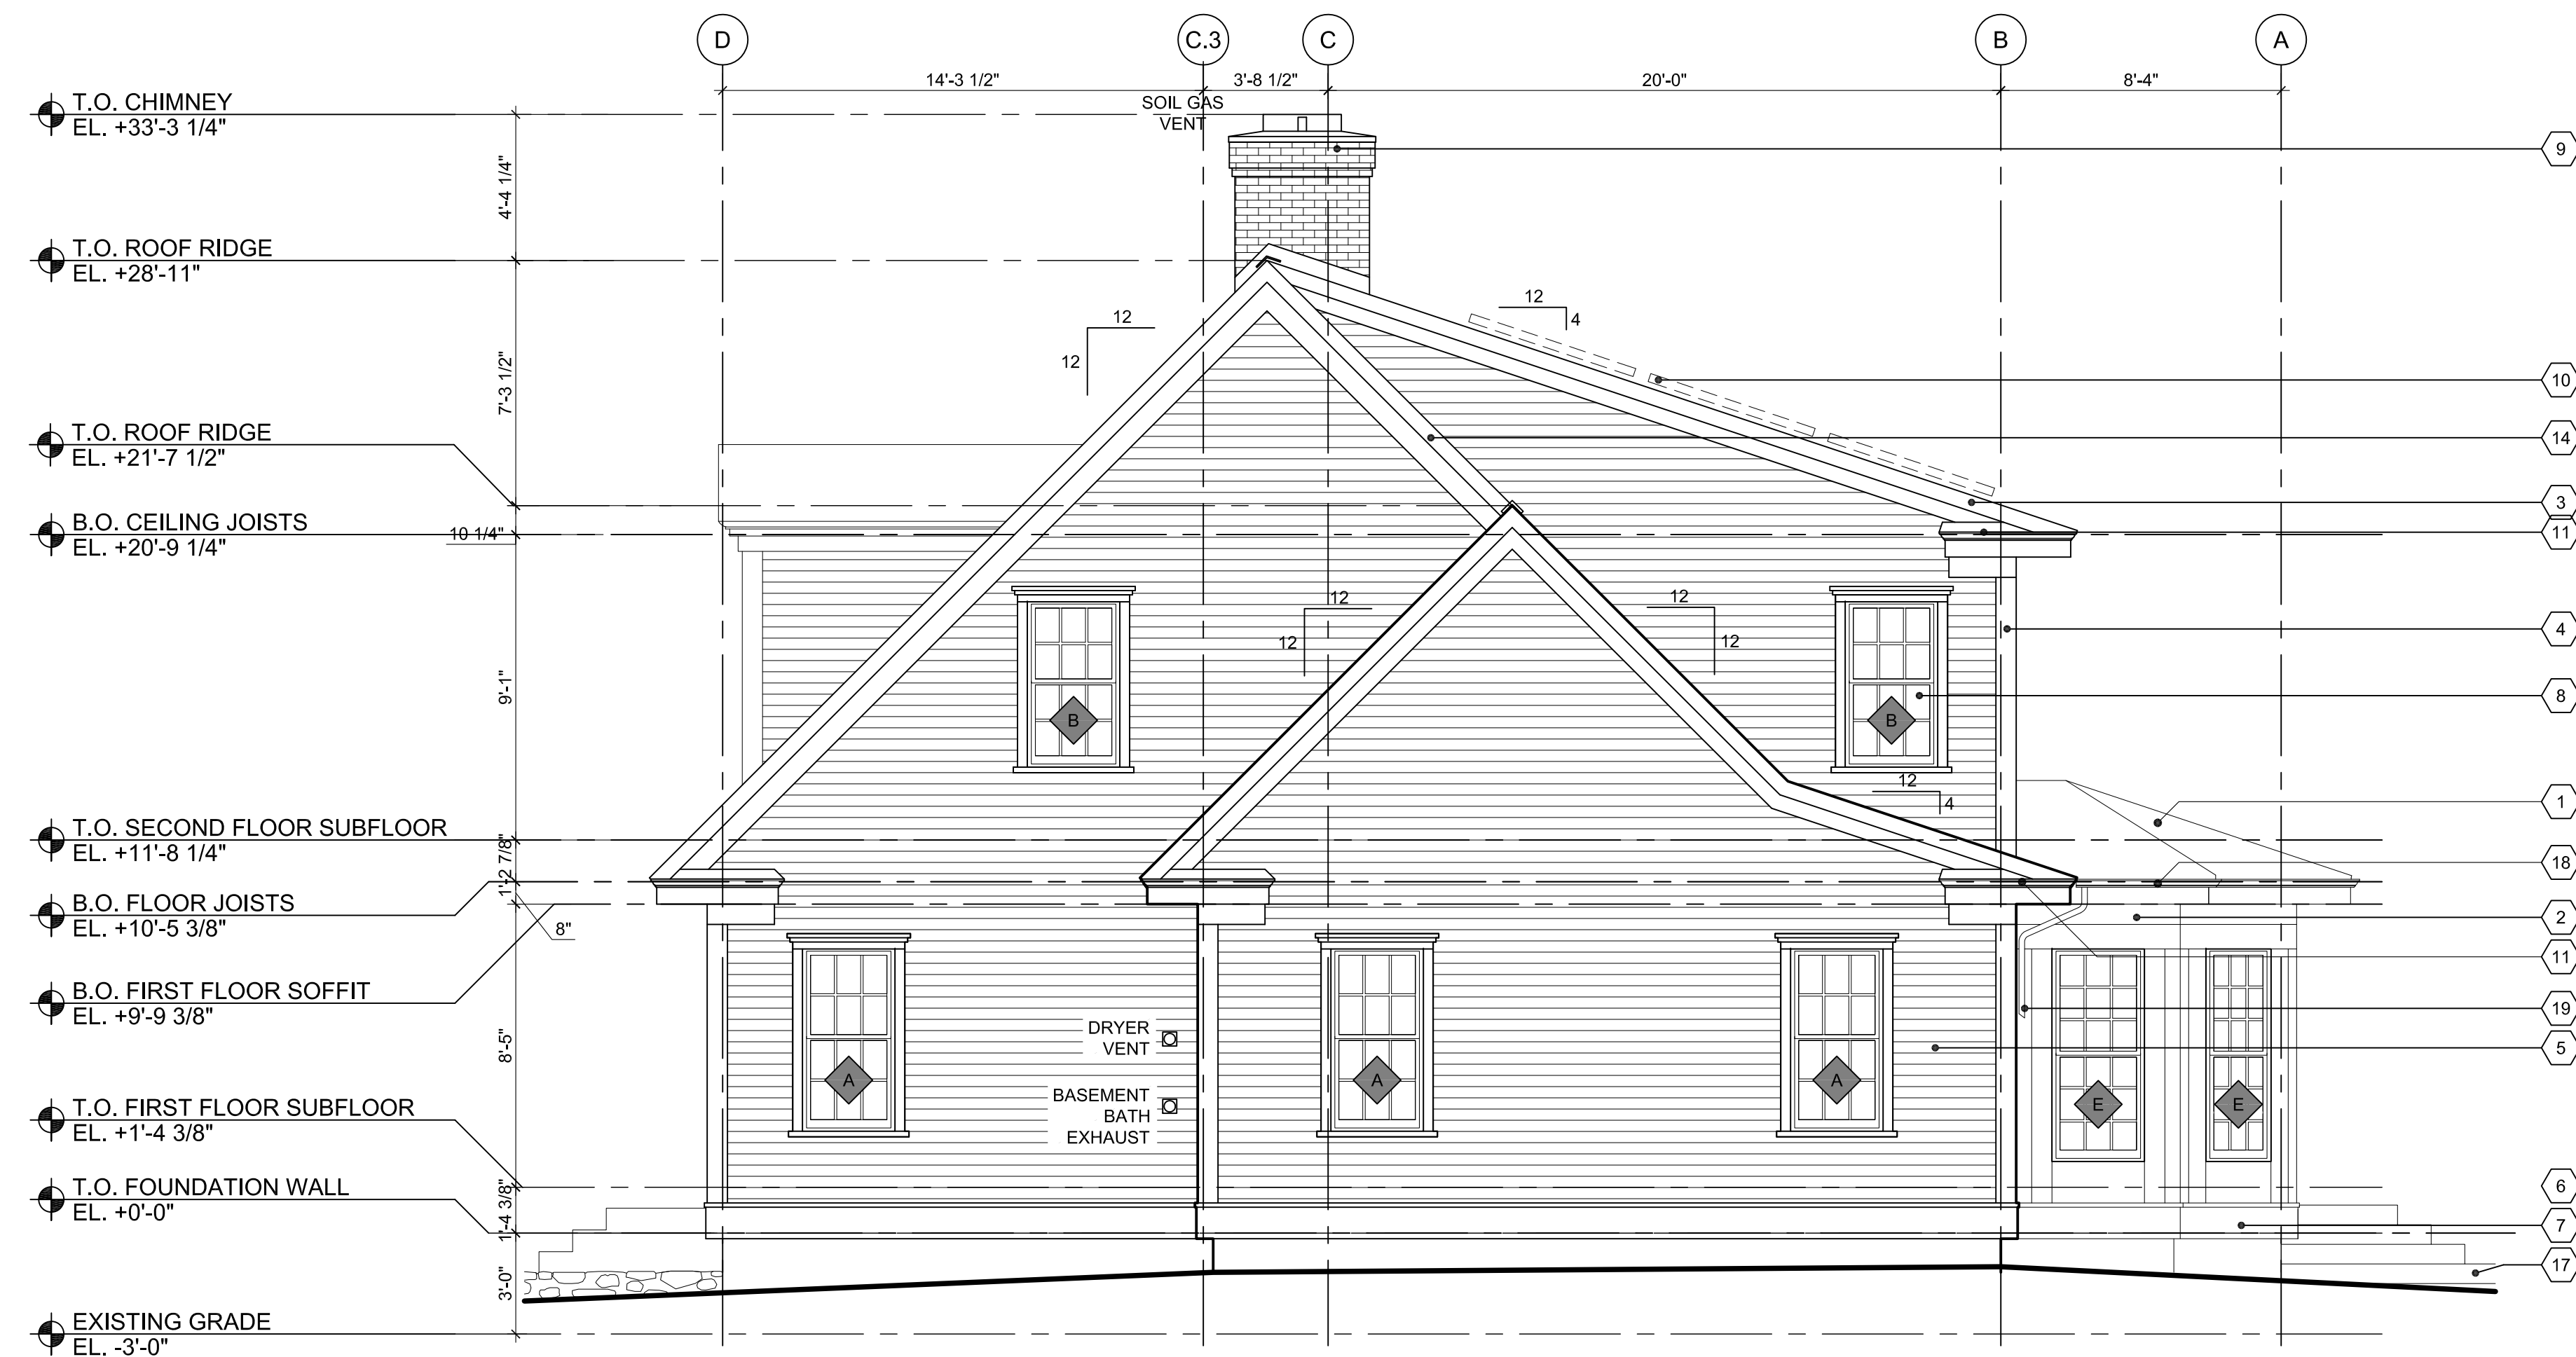 D
C.3
C
B
A
14'-3 1/2"
3'-8 1/2"
20'-0"
8'-4"
T.O. CHIMNEY
EL. +33'-3 1/4"
SOIL GAS
VENT
9
4'-4 1/4"
T.O. ROOF RIDGE
EL. +28'-11"
12
4
12
12
10
7'-3 1/2"
T.O. ROOF RIDGE
EL. +21'-7 1/2"
14
3
B.O. CEILING JOISTS
EL. +20'-9 1/4"
10 1/4"
11
12
12
12
12
4
9'-1"
B
B
8
12
4
1
T.O. SECOND FLOOR SUBFLOOR
EL. +11'-8 1/4"
1'-2 7/8"
18
B.O. FLOOR JOISTS
EL. +10'-5 3/8"
8"
2
11
B.O. FIRST FLOOR SOFFIT
EL. +9'-9 3/8"
19
8'-5"
DRYER
VENT
5
A
A
A
E
E
BASEMENT
BATH
EXHAUST
T.O. FIRST FLOOR SUBFLOOR
EL. +1'-4 3/8"
6
T.O. FOUNDATION WALL
EL. +0'-0"
1'-4 3/8"
7
17
3'-0"
EXISTING GRADE
EL. -3'-0"